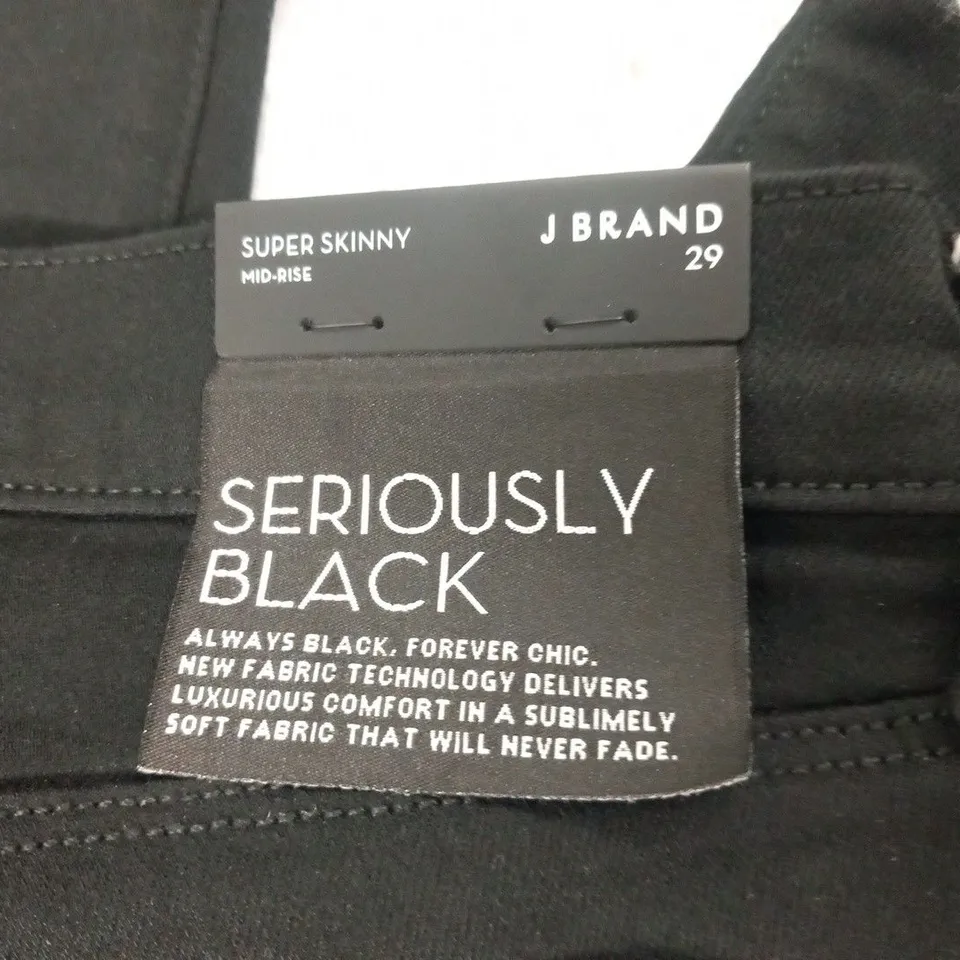 SUPER SKINNY
MID-RISE
J BRAND
29
SERIOUSLY
BLACK
ALWAYS BLACK, FOREVER CHIC.
NEW FABRIC TECHNOLOGY DELIVERS
LUXURIOUS COMFORT IN A SUBLIMELY
SOFT FABRIC THAT WILL NEVER FADE.